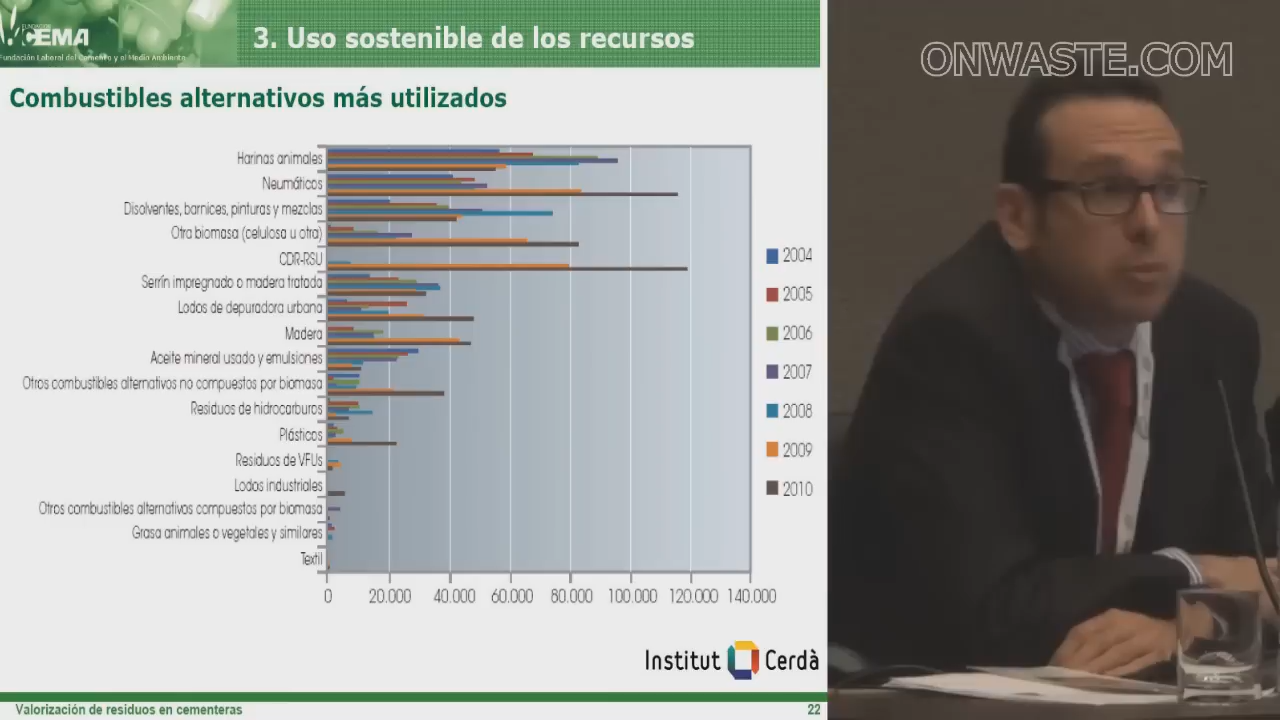 FUNDACIÓN
CEMA
Fundación Laboral del Cemento y el Medio Ambiente
3. Uso sostenible de los recursos
ONWASTE.COM
Combustibles alternativos más utilizados
Harinas animales
Neumáticos
Disolventes, barnices, pinturas y mezclas
Otra biomasa (celulosa u otra)
CDR-RSU
Serrín impregnado o madera tratada
Lodos de depuradora urbana
Madera
Aceite mineral usado y emulsiones
Otros combustibles alternativos no compuestos por biomasa
Residuos de hidrocarburos
Plásticos
Residuos de VFUs
Lodos industriales
Otros combustibles alternativos compuestos por biomasa
Grasa animales o vegetales y similares
Textil
0 20.000 40.000 60.000 80.000 100.000 120.000 140.000
2004
2005
2006
2007
2008
2009
2010
Institut Cerdà
Valorización de residuos en cementeras
22